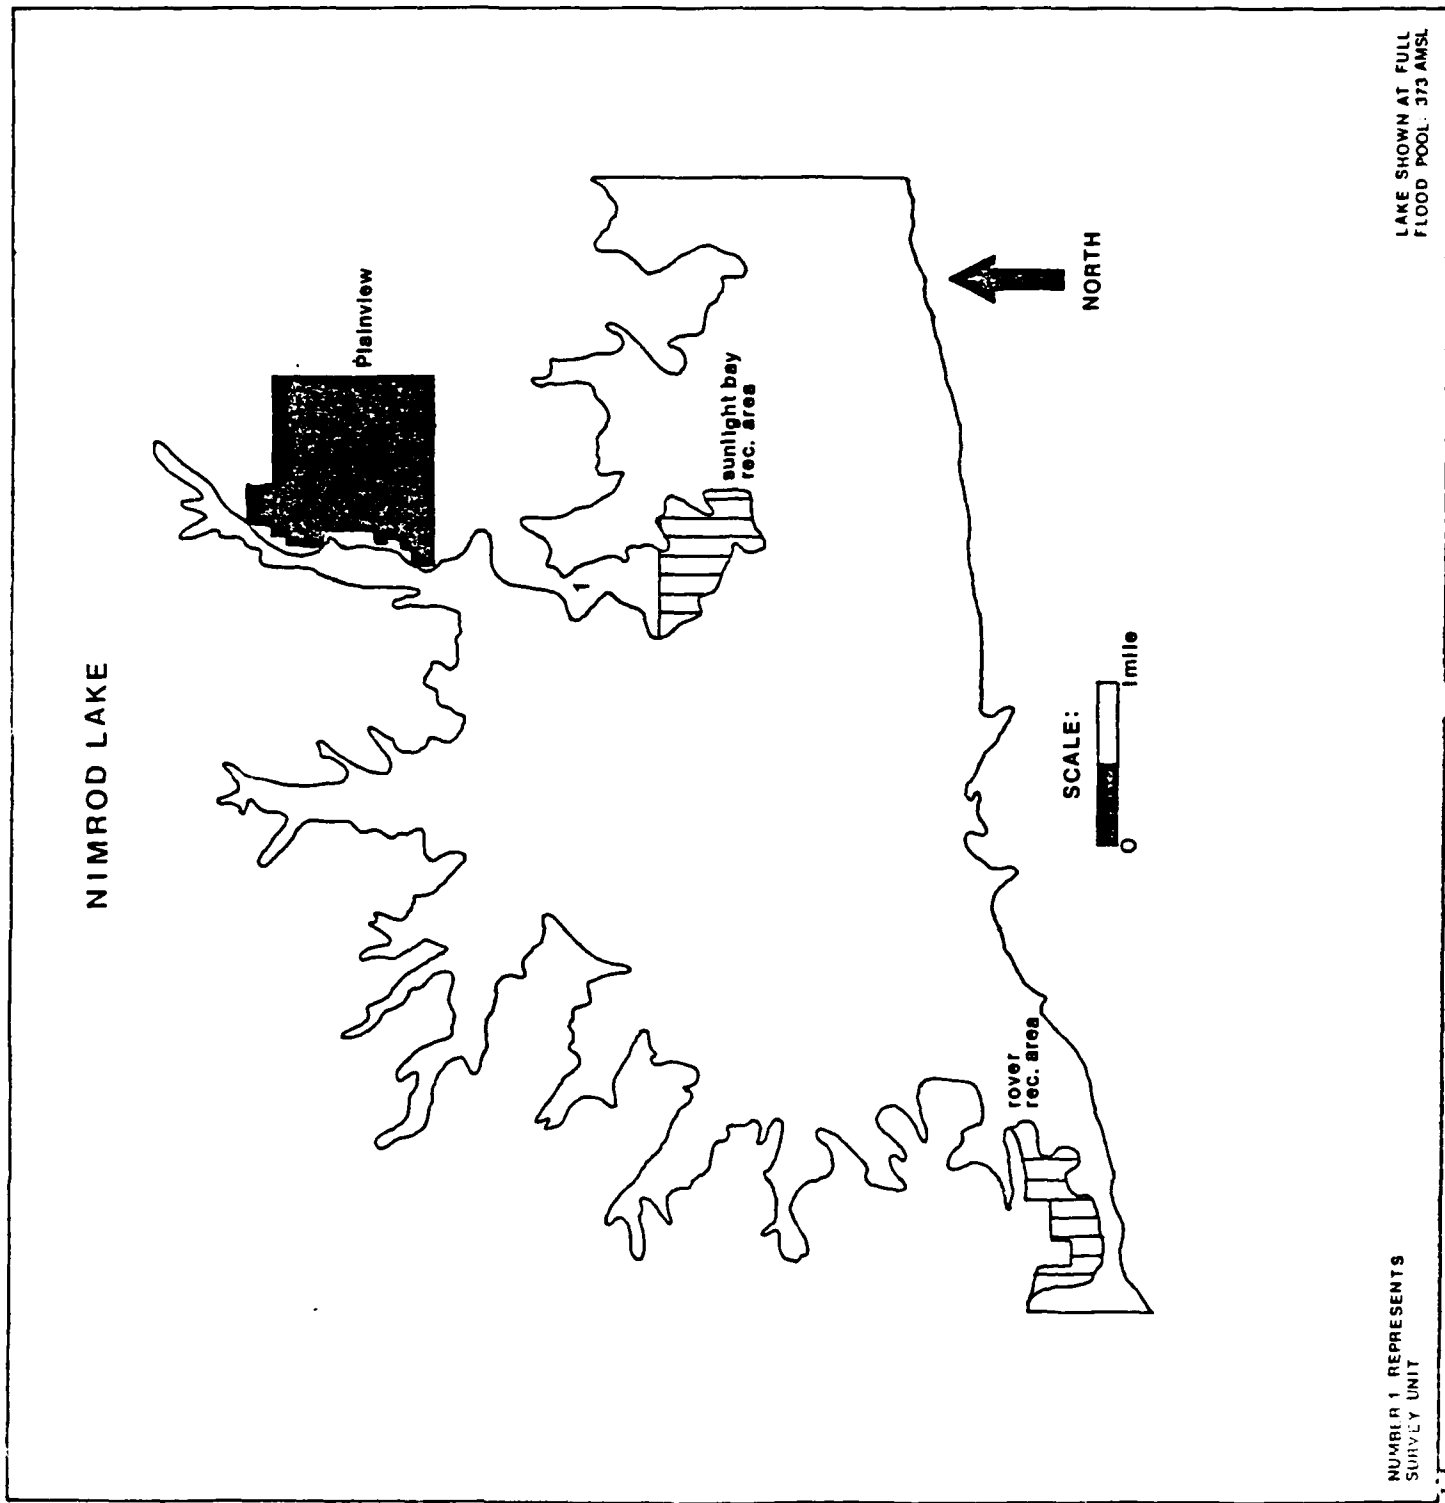 NIMROD LAKE
Plainview
sunlight bay
rec. area
1
NORTH
SCALE:
0
1mile
rover
rec. area
NUMBER 1 REPRESENTS
SURVEY UNIT
LAKE SHOWN AT FULL
FLOOD POOL: 373 AMSL